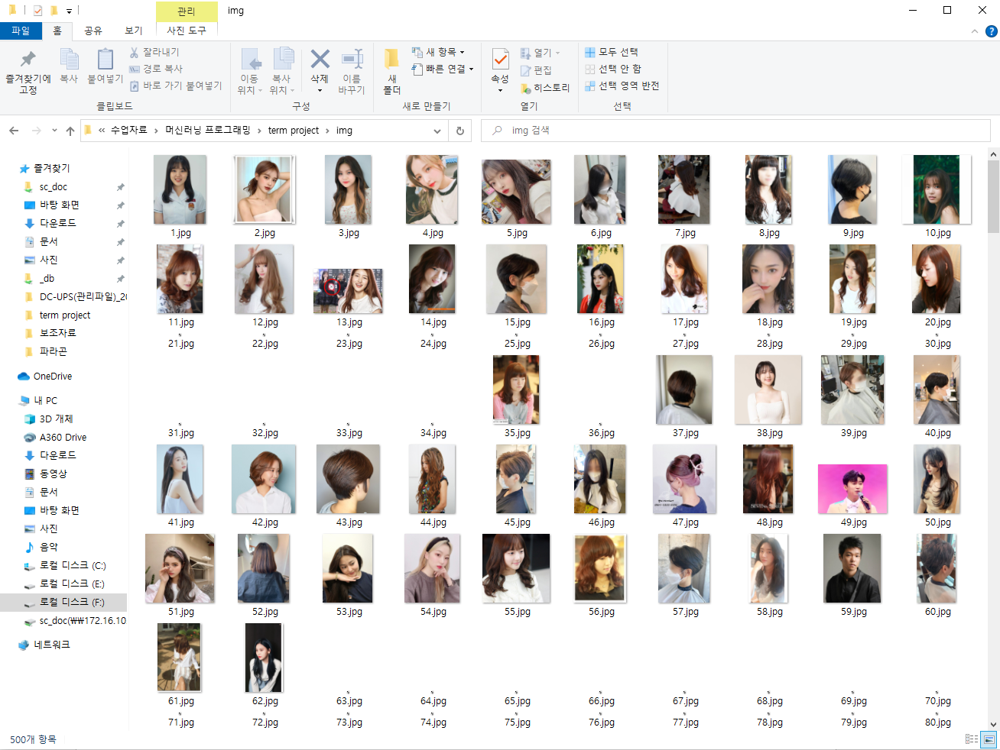 관리
img
파일
홈
공유
보기
사진 도구
즐겨찾기에
고정
복사
붙여넣기
잘라내기
경로 복사
바로 가기 붙여넣기
클립보드
이동
위치
복사
위치
삭제
이름
바꾸기
구성
새
폴더
새 항목
빠른 연결
새로 만들기
속성
열기
편집
히스토리
열기
모두 선택
선택 안 함
선택 영역 반전
선택
« 수업자료 › 머신러닝 프로그래밍 › term project › img
img 검색
즐겨찾기
sc_doc
바탕 화면
다운로드
문서
사진
_db
DC-UPS(관리파일)_2
term project
보조자료
파라곤
OneDrive
내 PC
3D 개체
A360 Drive
다운로드
동영상
문서
바탕 화면
사진
음악
로컬 디스크 (C:)
로컬 디스크 (E:)
로컬 디스크 (F:)
sc_doc(₩₩172.16.10
네트워크
1.jpg 2.jpg 3.jpg 4.jpg 5.jpg 6.jpg 7.jpg 8.jpg 9.jpg 10.jpg
11.jpg 12.jpg 13.jpg 14.jpg 15.jpg 16.jpg 17.jpg 18.jpg 19.jpg 20.jpg
21.jpg 22.jpg 23.jpg 24.jpg 25.jpg 26.jpg 27.jpg 28.jpg 29.jpg 30.jpg
31.jpg 32.jpg 33.jpg 34.jpg 35.jpg 36.jpg 37.jpg 38.jpg 39.jpg 40.jpg
41.jpg 42.jpg 43.jpg 44.jpg 45.jpg 46.jpg 47.jpg 48.jpg 49.jpg 50.jpg
51.jpg 52.jpg 53.jpg 54.jpg 55.jpg 56.jpg 57.jpg 58.jpg 59.jpg 60.jpg
61.jpg 62.jpg 63.jpg 64.jpg 65.jpg 66.jpg 67.jpg 68.jpg 69.jpg 70.jpg
71.jpg 72.jpg 73.jpg 74.jpg 75.jpg 76.jpg 77.jpg 78.jpg 79.jpg 80.jpg
500개 항목